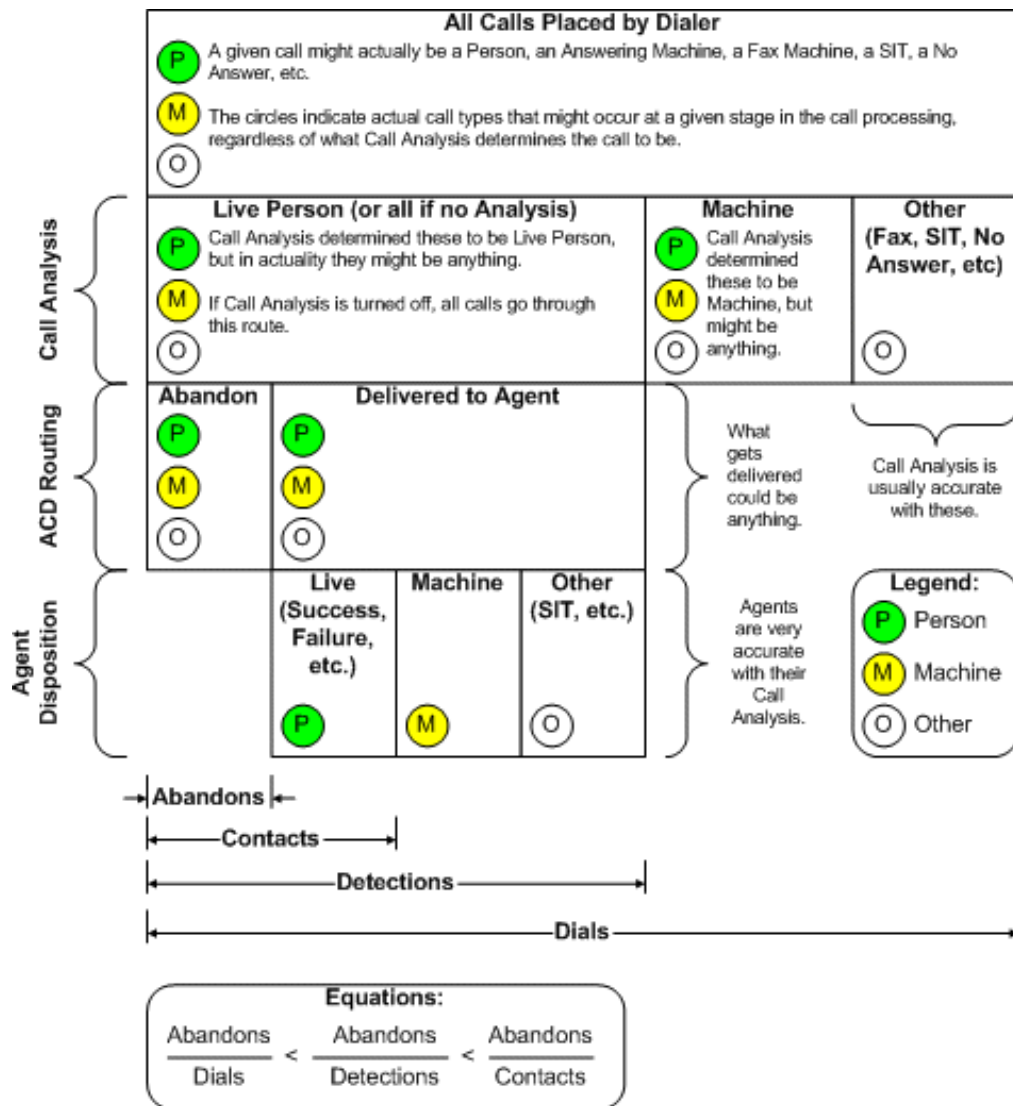 All Calls Placed by Dialer
P
A given call might actually be a Person, an Answering Machine, a Fax Machine, a SIT, a No
Answer, etc.
M
The circles indicate actual call types that might occur at a given stage in the call processing,
regardless of what Call Analysis determines the call to be.
O
Call Analysis
Live Person (or all if no Analysis)
P
Call Analysis determined these to be Live Person,
but in actuality they might be anything.
M
If Call Analysis is turned off, all calls go through
this route.
O
Machine
P
M
O
Call Analysis
determined
these to be
Machine, but
might be
anything.
Other
(Fax, SIT, No
Answer, etc)
O
ACD Routing
Abandon
P
M
O
Delivered to Agent
P
M
O
What
gets
delivered
could be
anything.
Call Analysis is
usually accurate
with these.
Agent
Disposition
Live
(Success,
Failure,
etc.)
P
Machine
M
Other
(SIT, etc.)
O
Agents
are very
accurate
with their
Call
Analysis.
Legend:
P Person
M Machine
O Other
Abandons
Contacts
Detections
Dials
Equations:
Abandons
Dials
<
Abandons
Detections
<
Abandons
Contacts